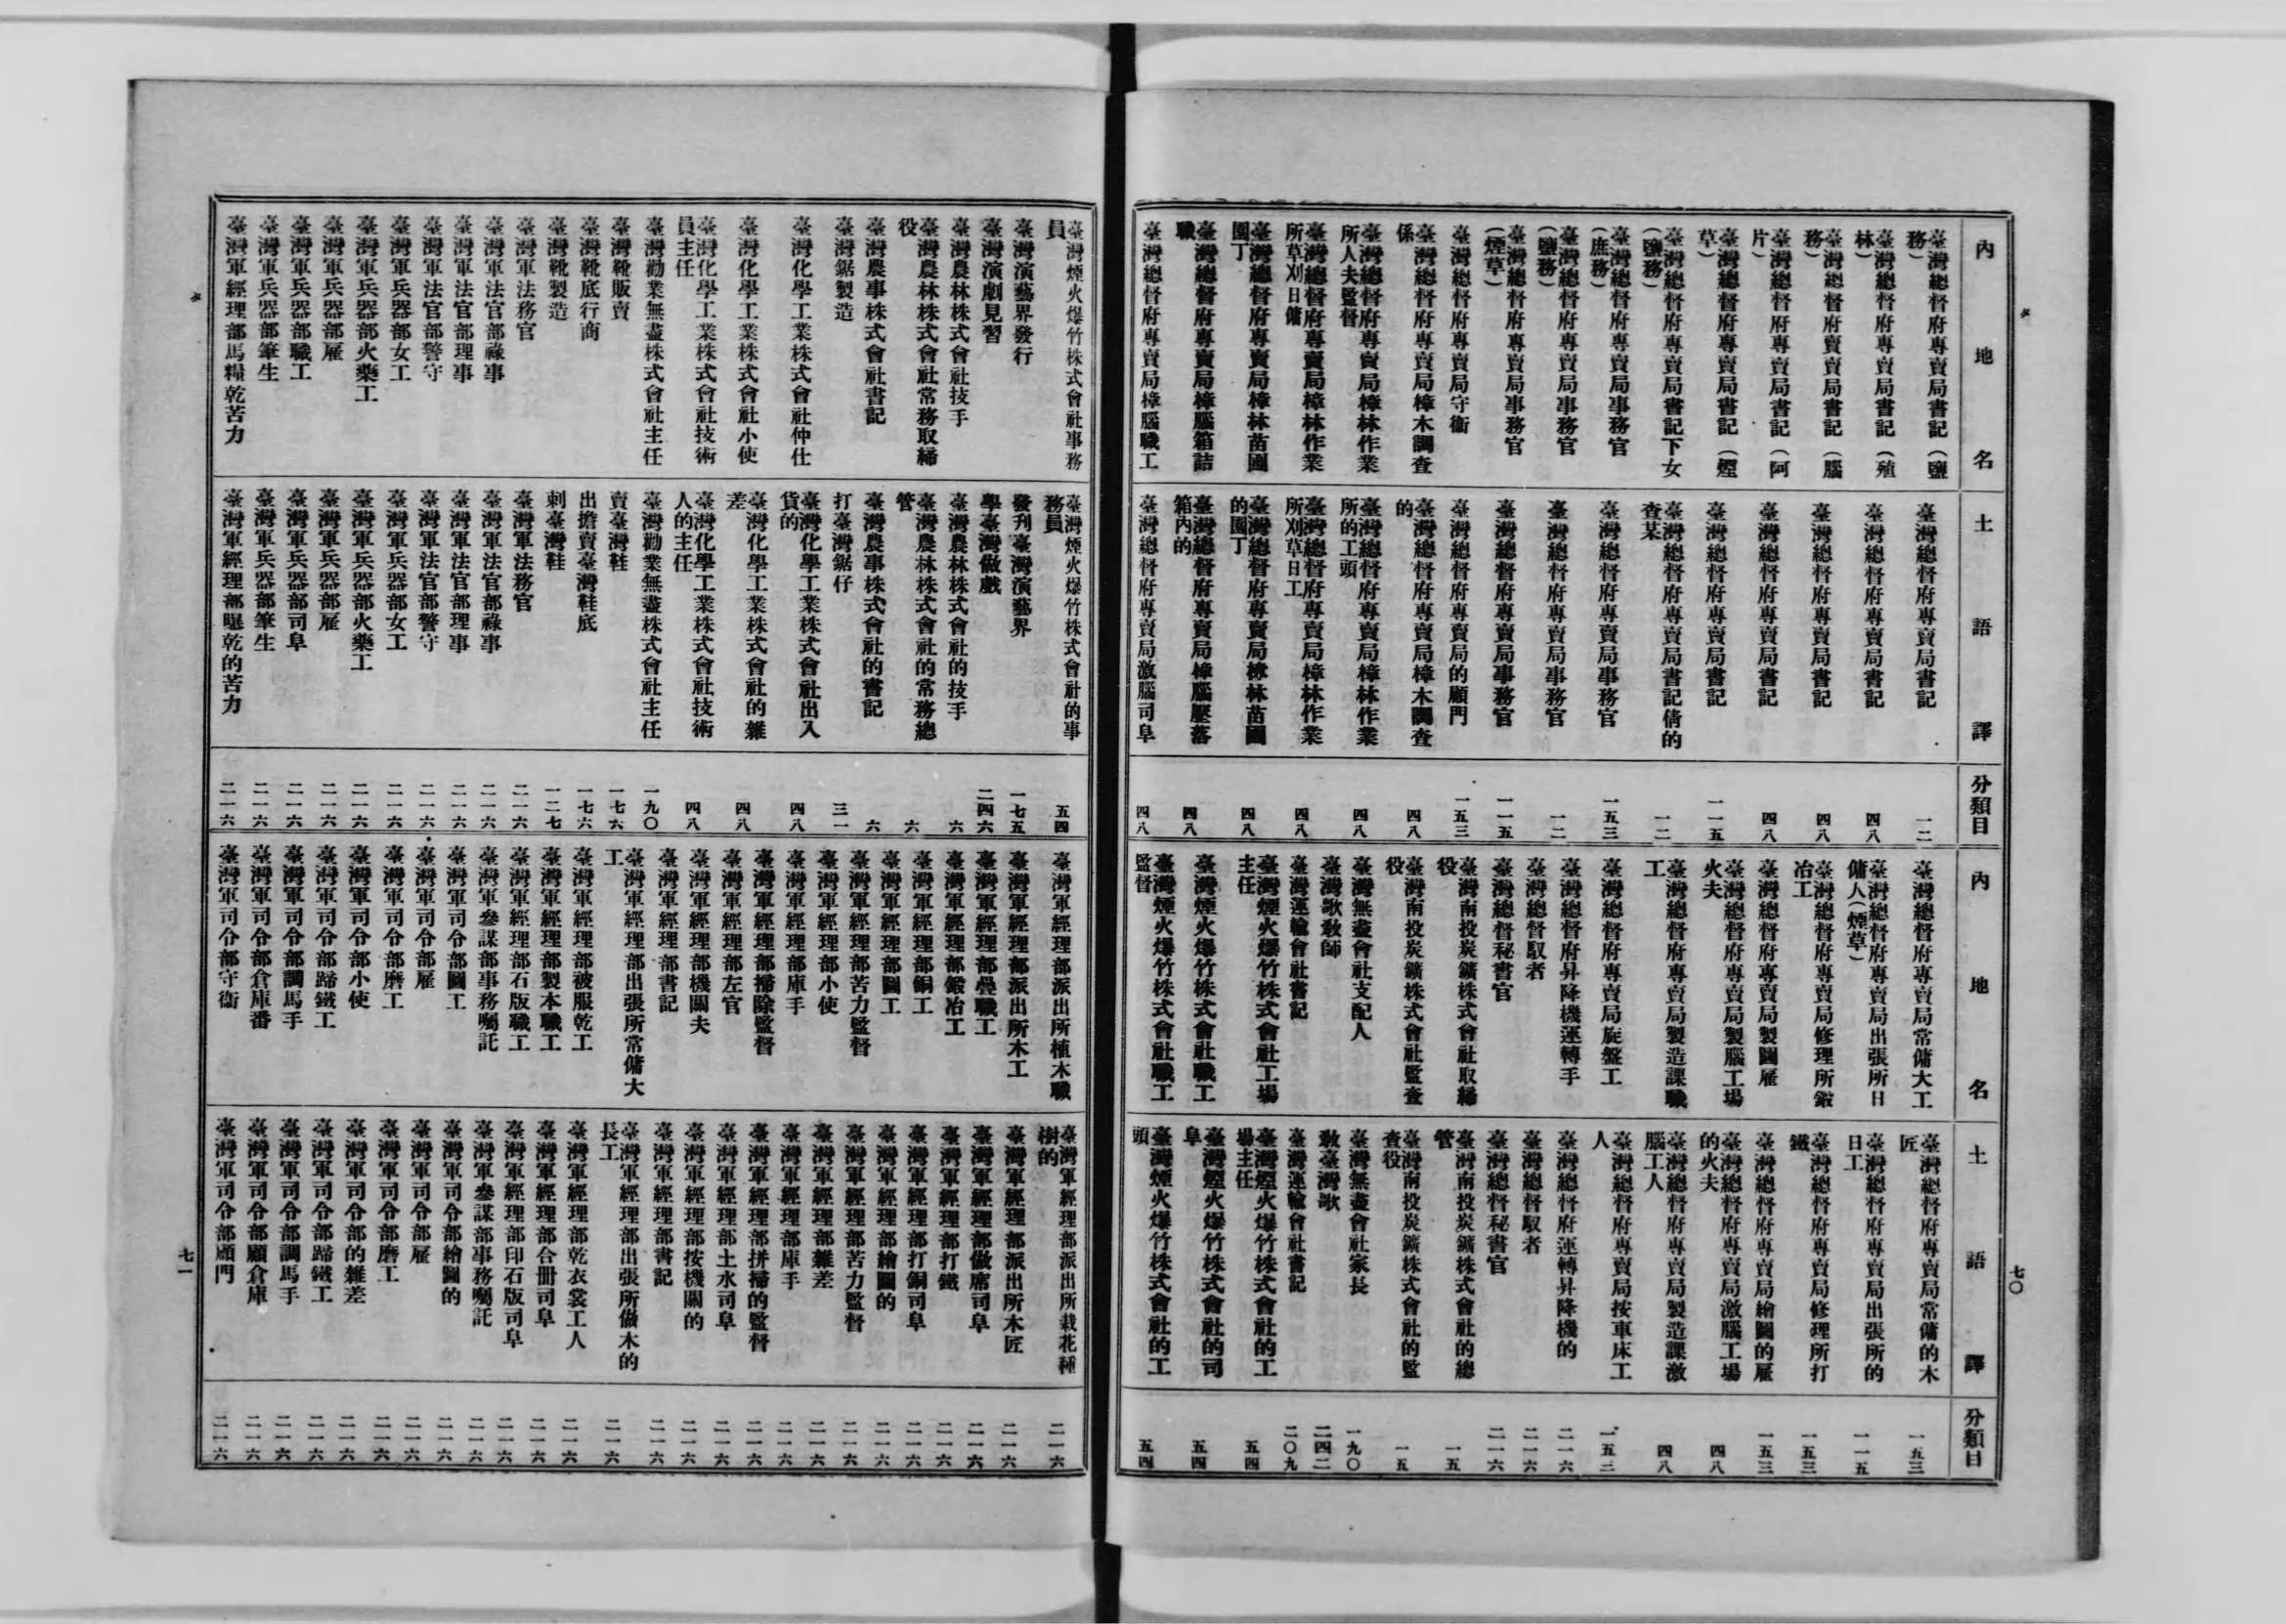 タ
七〇
內地名 土語譯 分類目
臺灣總督府專賣局書記(鹽務) 臺灣總督府專賣局書記 一二
臺灣總督府專賣局書記(殖林) 臺灣總督府專賣局書記 四八
臺灣總督府賣賣局書記(腦務) 臺灣總督府專賣局書記 四八
臺灣總督府專賣局書記(阿片) 臺灣總督府專賣局書記 四八
臺灣總督府專賣局書記(煙草) 臺灣總督府專賣局書記 一一五
臺灣總督府專賣局書記下女(鹽務) 臺灣總督府專賣局書記倩的查某 一二
臺灣總督府專賣局事務官(庶務) 臺灣總督府專賣局事務官 一五三
臺灣總督府專賣局事務官(鹽務) 臺灣總督府專賣局事務官 一二
臺灣總督府專賣局事務官(煙草) 臺灣總督府專賣局事務官 一一五
臺灣總督府專賣局守衞 臺灣總督府專賣局的顧門 一五三
臺灣總督府專賣局樟木調查係 臺灣總督府專賣局樟木調查的 四八
臺灣總督府專賣局樟林作業所人夫監督 臺灣總督府專賣局樟林作業所的工頭 四八
臺灣總督府專賣局樟林作業所草刈日傭 臺灣總督府專賣局樟林作業所刈草日工 四八
臺灣總督府專賣局樟林苗圃園丁 臺灣總督府專賣局樟林苗圃的園丁 四八
臺灣總督府專賣局樟腦箱詰職 臺灣總督府專賣局樟腦壓落箱內的 四八
臺灣總督府專賣局樟腦職工 臺灣總督府專賣局激腦司阜 四八
內地名 土語譯 分類目
臺灣總督府專賣局常傭大工 臺灣總督府專賣局常傭的木匠 一五三
臺灣總督府專賣局出張所日傭人(煙草) 臺灣總督府專賣局出張所的日工 一一五
臺灣總督府專賣局修理所鍛冶工 臺灣總督府專賣局修理所打鐵 一五三
臺灣總督府專賣局製圖雇 臺灣總督府專賣局繪圖的雇 一五三
臺灣總督府專賣局製腦工場火夫 臺灣總督府專賣局激腦工場的火夫 四八
臺灣總督府專賣局製造課職工 臺灣總督府專賣局製造課激腦工人 四八
臺灣總督府專賣局旋盤工 臺灣總督府專賣局按車床工人 一五三
臺灣總督府昇降機運轉手 臺灣總督府運轉昇降機的 二一六
臺灣總督馭者 臺灣總督馭者 二一六
臺灣總督秘書官 臺灣總督秘書官 二一六
臺灣南投炭鑛株式會社取締役 臺灣南投炭鑛株式會社的總管 一五
臺灣南投炭鑛株式會社監查役 臺灣南投炭鑛株式會社的監查役 一五
臺灣無盡會社支配人 臺灣無盡會社家長 一九〇
臺灣歌敎師 敎臺灣歌 二四二
臺灣運輸會社書記 臺灣運輸會社書記 二〇九
臺灣煙火爆竹株式會社工場主任 臺灣煙火爆竹株式會社的工場主任 五四
臺灣煙火爆竹株式會社職工 臺灣煙火爆竹株式會社的司阜 五四
臺灣煙火爆竹株式會社職工監督 臺灣煙火爆竹株式會社的工頭 五四
タ
七一
臺灣煙火爆竹株式會社事務員 臺灣煙火爆竹株式會社的事務員 五四
臺灣演藝界發行 發刋臺灣演藝界 一七五
臺灣演劇見習 學臺灣做戲 二四六
臺灣農林株式會社技手 臺灣農林株式會社的技手 六
臺灣農林株式會社常務取締役 臺灣農林株式會社的常務總管 六
臺灣農事株式會社書記 臺灣農事株式會社的書記 六
臺灣鋸製造 打臺灣鋸仔 三一
臺灣化學工業株式會社仲仕 臺灣化學工業株式會社出入貨的 四八
臺灣化學工業株式會社小使 臺灣化學工業株式會社的雜差 四八
臺灣化學工業株式會社技術員主任 臺灣化學工業株式會社技術人的主任 四八
臺灣勸業無盡株式會社主任 臺灣勸業無盡株式會社主任 一九〇
臺灣靴販賣 賣臺灣鞋 一七六
臺灣靴底行商 出擔賣臺灣鞋底 一七六
臺灣靴製造 刺臺灣鞋 一二七
臺灣軍法務官 臺灣軍法務官 二一六
臺灣軍法官部祿事 臺灣軍法官部祿事 二一六
臺灣軍法官部理事 臺灣軍法官部理事 二一六
臺灣軍法官部警守 臺灣軍法官部警守 二一六
臺灣軍兵器部女工 臺灣軍兵器部女工 二一六
臺灣軍兵器部火藥工 臺灣軍兵器部火藥工 二一六
臺灣軍兵器部雇 臺灣軍兵器部雇 二一六
臺灣軍兵器部職工 臺灣軍兵器部司阜 二一六
臺灣軍兵器部筆生 臺灣軍兵器部筆生 二一六
臺灣軍經理部馬糧乾苦力 臺灣軍經理部曝乾的苦力 二一六
臺灣軍經理部派出所植木職 臺灣軍經理部派出所栽花種樹的 二一六
臺灣軍經理部派出所木工 臺灣軍經理部派出所木匠 二一六
臺灣軍經理部疊職工 臺灣軍經理部做席司阜 二一六
臺灣軍經理部鍛冶工 臺灣軍經理部打鐵 二一六
臺灣軍經理部銅工 臺灣軍經理部打銅司阜 二一六
臺灣軍經理部圖工 臺灣軍經理部繪圖的 二一六
臺灣軍經理部苦力監督 臺灣軍經理部苦力監督 二一六
臺灣軍經理部小使 臺灣軍經理部雜差 二一六
臺灣軍經理部庫手 臺灣軍經理部庫手 二一六
臺灣軍經理部掃除監督 臺灣軍經理部拼掃的監督 二一六
臺灣軍經理部左官 臺灣軍經理部土水司阜 二一六
臺灣軍經理部機關夫 臺灣軍經理部按機關的 二一六
臺灣軍經理部書記 臺灣軍經理部書記 二一六
臺灣軍經理部出張所常傭大工 臺灣軍經理部出張所做木的長工 二一六
臺灣軍經理部被服乾工 臺灣軍經理部乾衣裳工人 二一六
臺灣軍經理部製本職工 臺灣軍經理部合册司阜 二一六
臺灣軍經理部石版職工 臺灣軍經理部印石版司阜 二一六
臺灣軍參謀部事務囑託 臺灣軍參謀部事務囑託 二一六
臺灣軍司令部圖工 臺灣軍司令部繪圖的 二一六
臺灣軍司令部雇 臺灣軍司令部雇 二一六
臺灣軍司令部磨工 臺灣軍司令部磨工 二一六
臺灣軍司令部小使 臺灣軍司令部的雜差 二一六
臺灣軍司令部蹄鐵工 臺灣軍司令部蹄鐵工 二一六
臺灣軍司令部調馬手 臺灣軍司令部調馬手 二一六
臺灣軍司令部倉庫番 臺灣軍司令部顧倉庫 二一六
臺灣軍司令部守衞 臺灣軍司令部顧門 二一六